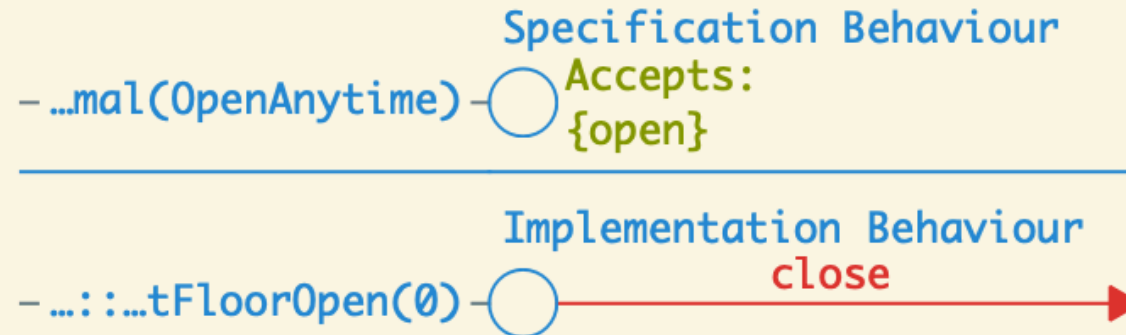 Specification Behaviour
…mal(OpenAnytime)
Accepts:
{open}
Implementation Behaviour
close
…::…tFloorOpen(0)